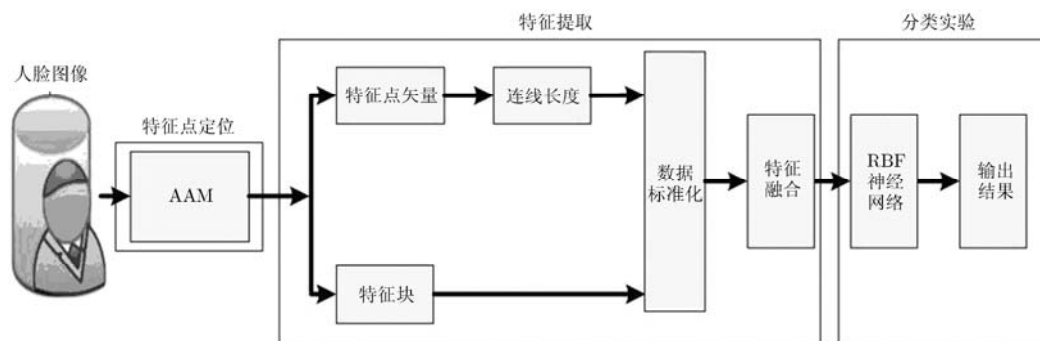 人脸图像
特征点定位
AAM
特征提取
特征点矢量
连线长度
特征块
数据
标准化
特征
融合
分类实验
RBF
神经
网络
输出
结果